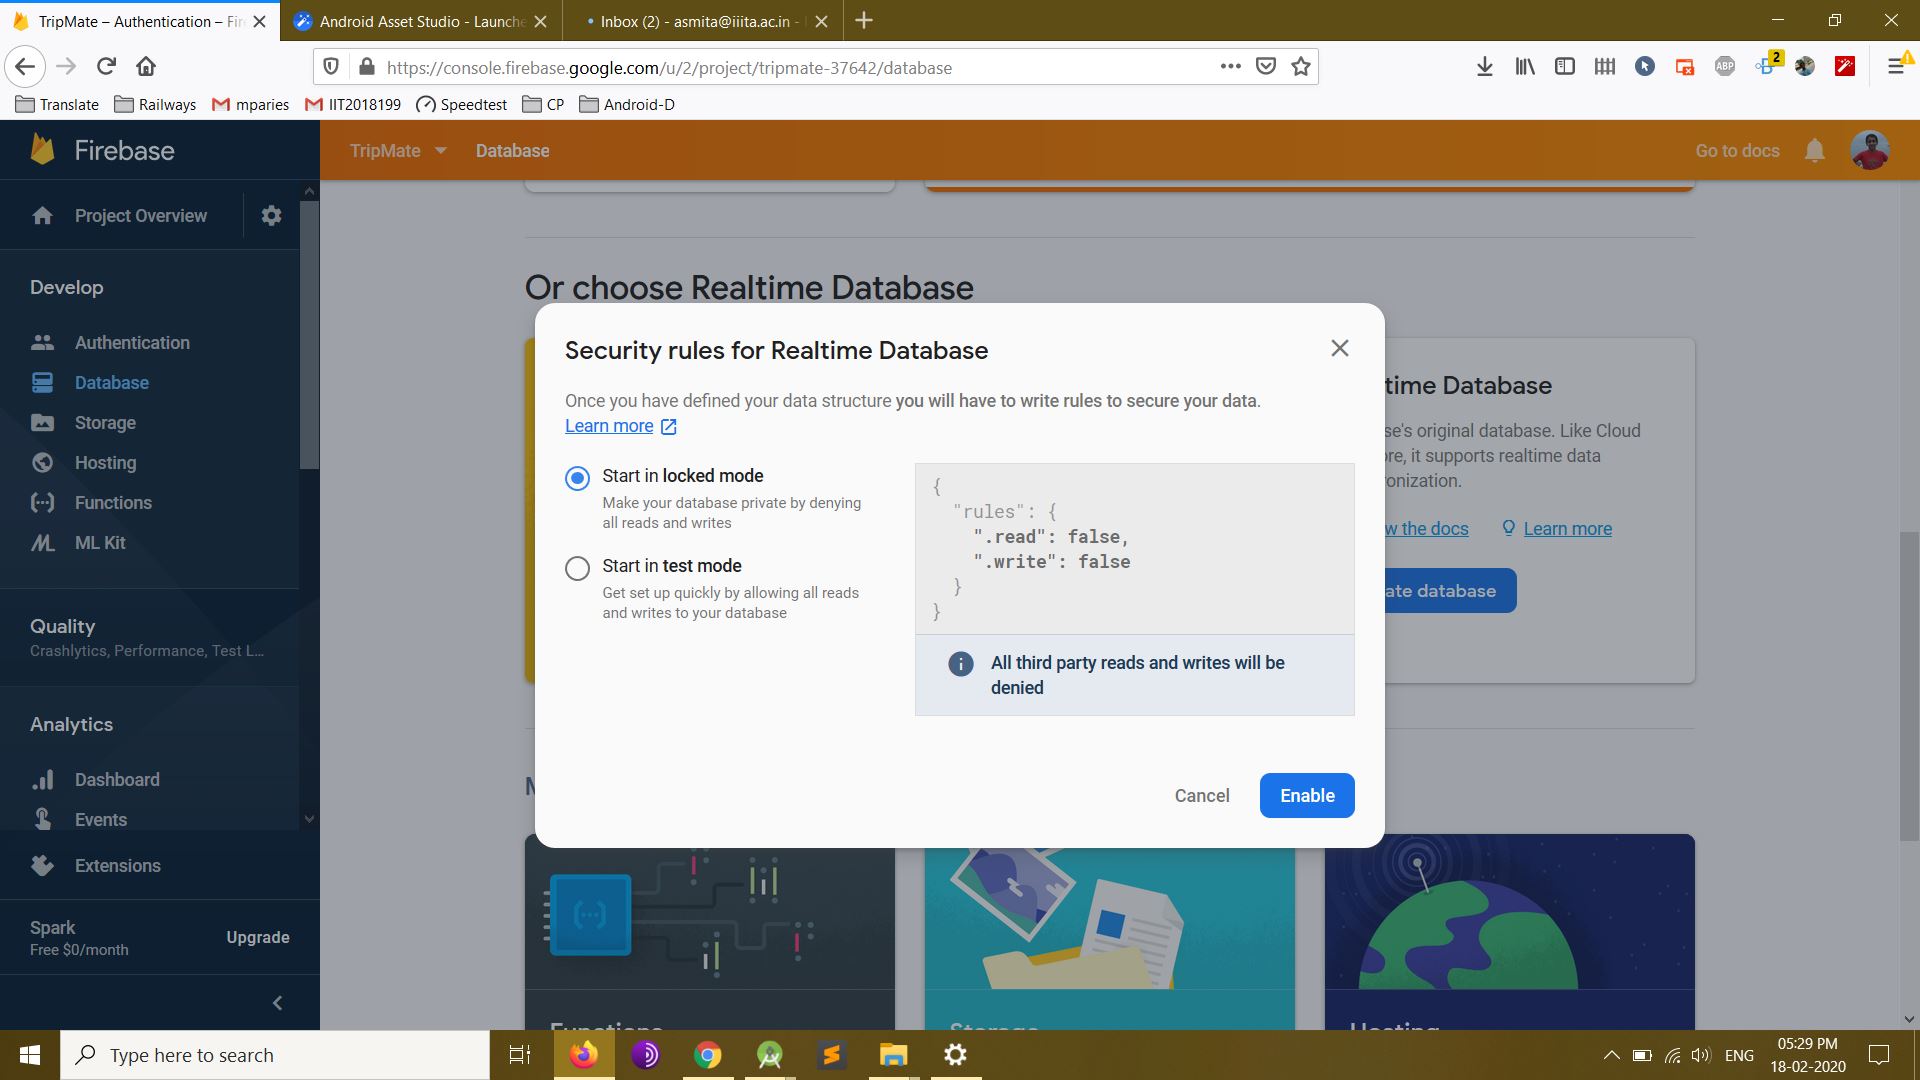 TripMate – Authentication – Fir
Android Asset Studio - Launche
Inbox (2) - asmita@iiita.ac.in -
https://console.firebase.google.com/u/2/project/tripmate-37642/database
ABP
2
Translate
Railways
mparies
IIT2018199
Speedtest
CP
Android-D
Firebase
TripMate
Database
Go to docs
Project Overview
Develop
Authentication
Database
Storage
Hosting
Functions
ML Kit
Quality
Crashlytics, Performance, Test L...
Analytics
Dashboard
Events
Extensions
Spark
Free $0/month
Upgrade
Or choose Realtime Database
Security rules for Realtime Database
Once you have defined your data structure you will have to write rules to secure your data.
Learn more
Start in locked mode
Make your database private by denying
all reads and writes
Start in test mode
Get set up quickly by allowing all reads
and writes to your database
{
"rules": {
".read": false,
".write": false
}
}
All third party reads and writes will be
denied
Cancel
Enable
time Database
se's original database. Like Cloud
re, it supports realtime data
onization.
w the docs
Learn more
ate database
Functions
Storage
Hosting
Type here to search
ENG
05:29 PM
18-02-2020